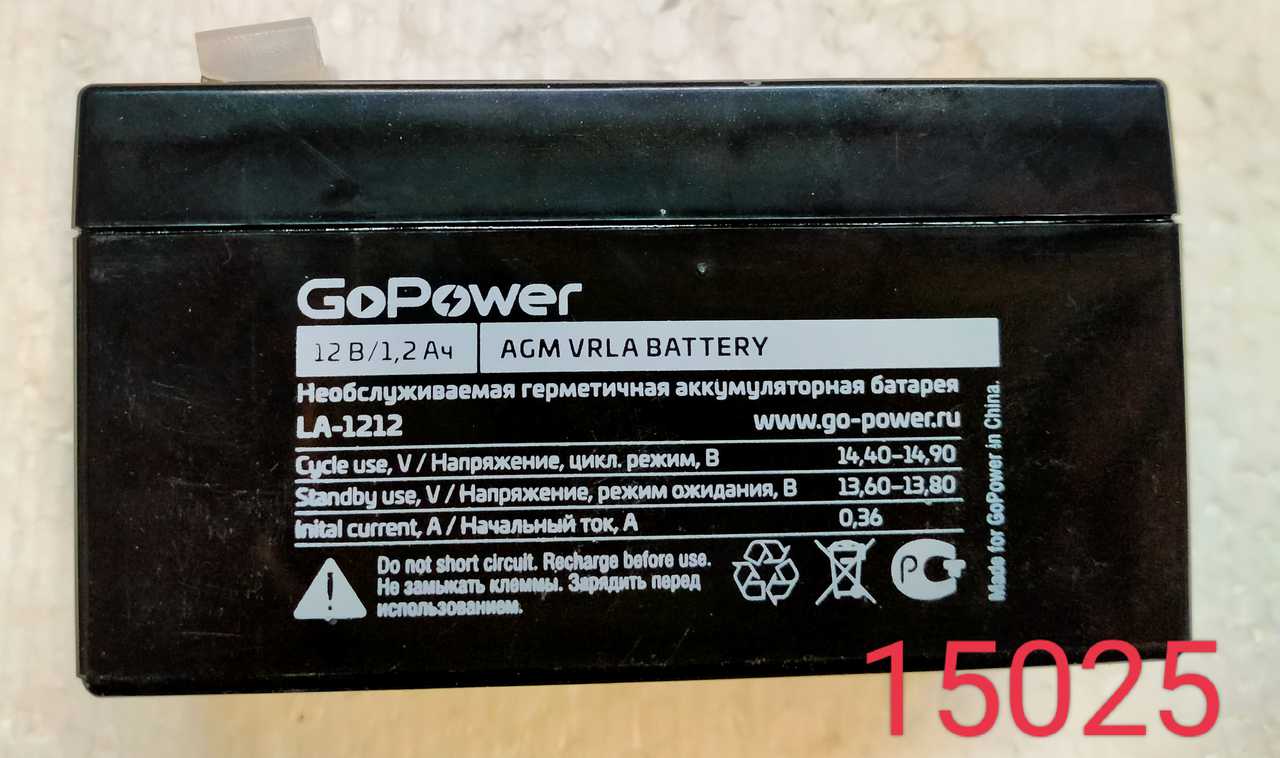 GoPower
12 В/1,2 Ач
AGM VRLA BATTERY
Необслуживаемая герметичная аккумуляторная батарея
LA-1212
www.go-power.ru
Cycle use, V / Напряжение, цикл. режим, В 14,40-14,90
Standby use, V / Напряжение, режим ожидания, В 13,60-13,80
Inital current, A / Начальный ток, А 0,36
Do not short circuit. Recharge before use.
Не замыкать клеммы. Зарядить перед
использованием.
Made for GoPower in China.
15025